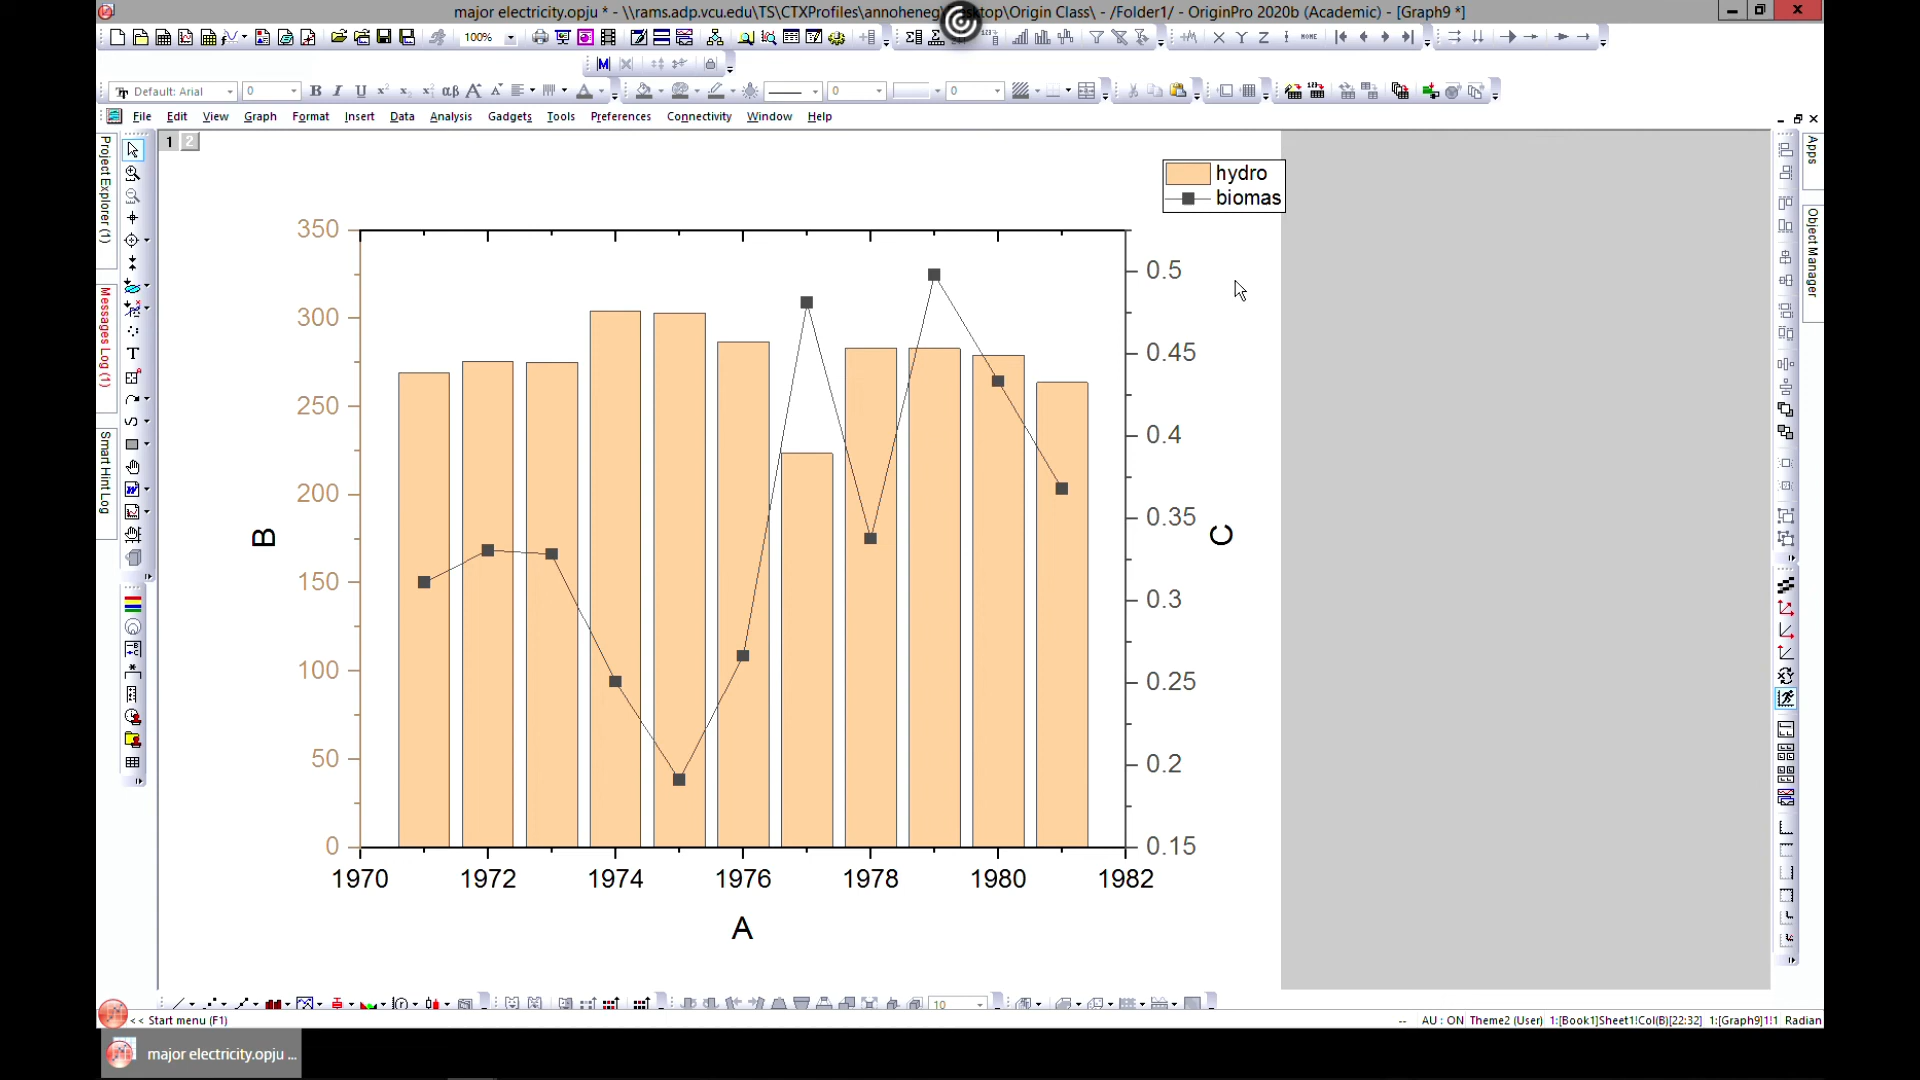 major electricity.opju * - \\rams.adp.vcu.edu\TS\CTXProfiles\annoheneg sktop\Origin Class\ - /Folder1/ - OriginPro 2020b (Academic) - [Graph9 *]
100%
Default: Arial 0 B I U 0 0
File Edit View Graph Format Insert Data Analysis Gadgets Tools Preferences Connectivity Window Help
1 2
Project Explorer (1)
Messages Log (1)
Smart Hint Log
Apps
Object Manager
hydro
biomas
350
300
250
200
150
100
50
0
B
0.5
0.45
0.4
0.35
0.3
0.25
0.2
0.15
C
1970 1972 1974 1976 1978 1980 1982
A
10
<< Start menu (F1)
-- AU : ON Theme2 (User) 1:[Book1]Sheet1!Col(B)[22:32] 1:[Graph9]1!1 Radian
major electricity.opju ...